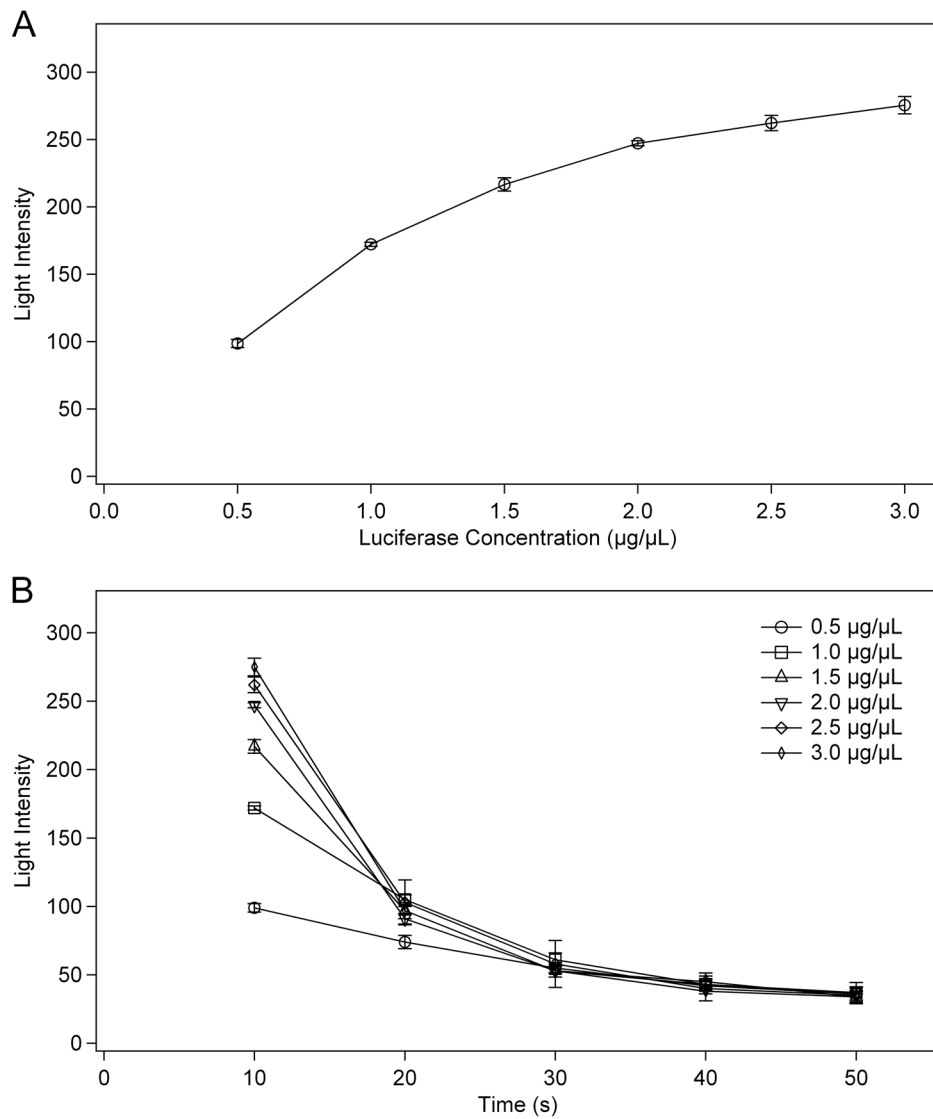 A
300
250
200
150
100
50
0
Light Intensity
0.0 0.5 1.0 1.5 2.0 2.5 3.0
Luciferase Concentration (µg/µL)
B
300
250
200
150
100
50
0
Light Intensity
0.5 µg/µL
1.0 µg/µL
1.5 µg/µL
2.0 µg/µL
2.5 µg/µL
3.0 µg/µL
0 10 20 30 40 50
Time (s)